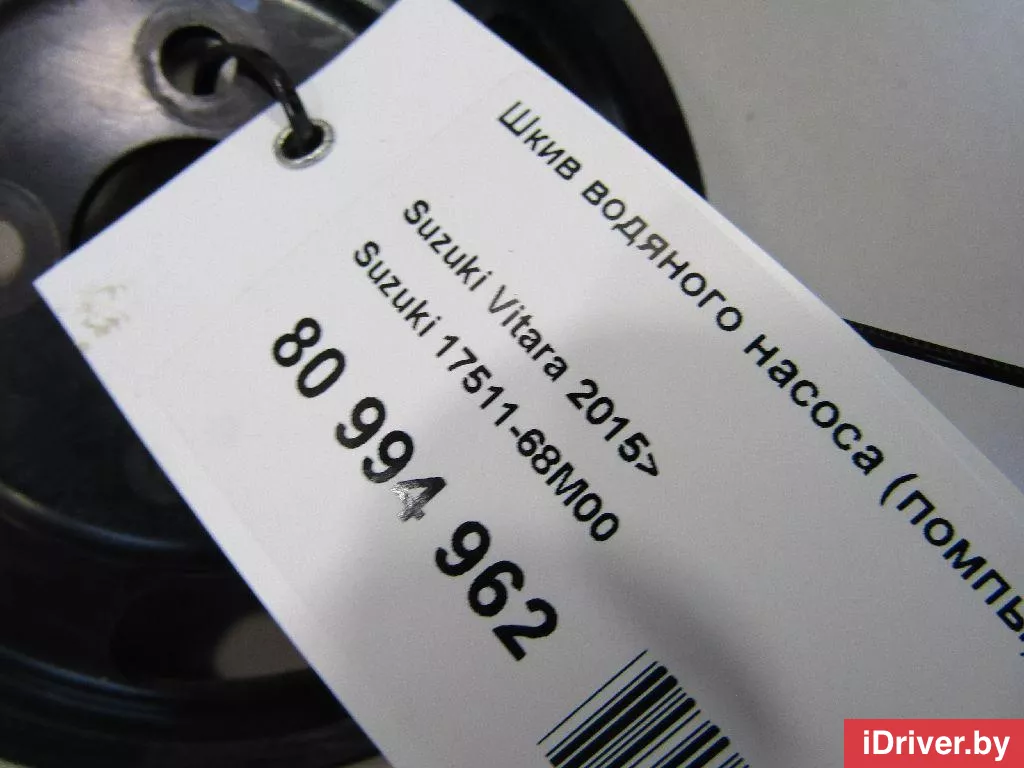 Шкив водяного насоса (помпы)
Suzuki Vitara 2015>
Suzuki 17511-68M00
80 994 962
iDriver.by